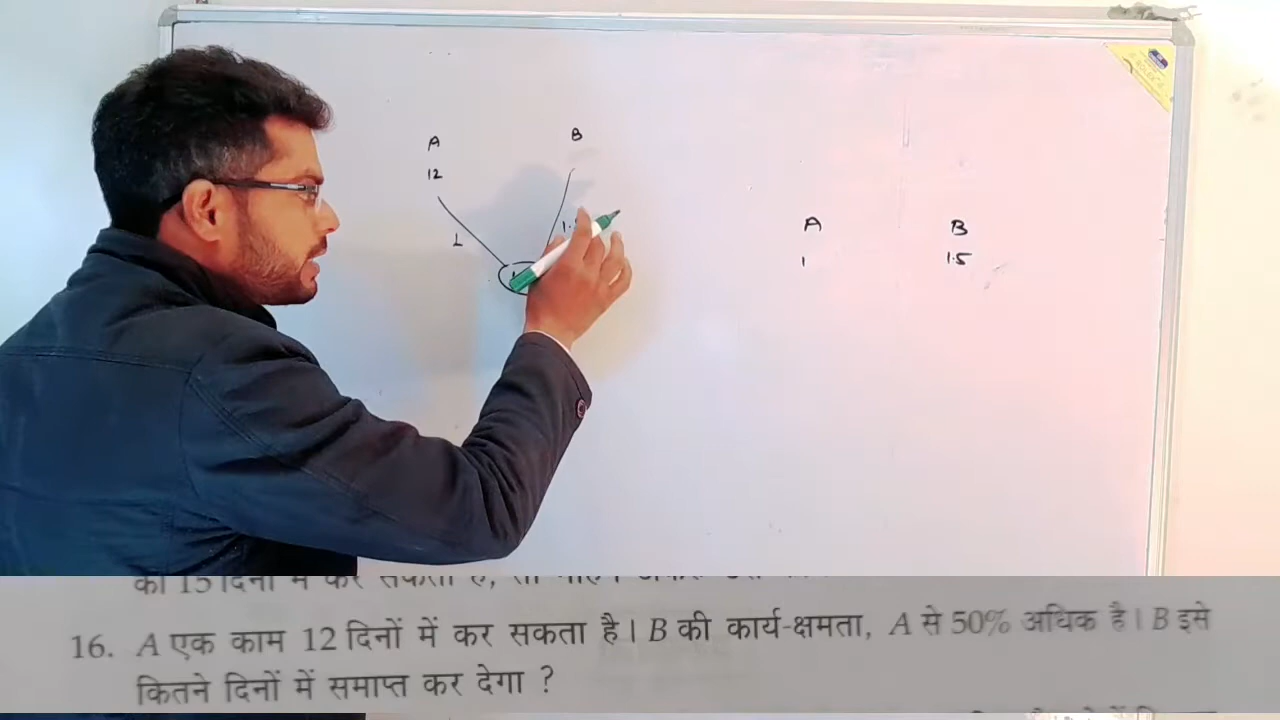 A B
12
1
A B
1 1.5
16. A एक काम 12 दिनों में कर सकता है। B की कार्य-क्षमता, A से 50% अधिक है। B इसे
कितने दिनों में समाप्त कर देगा ?